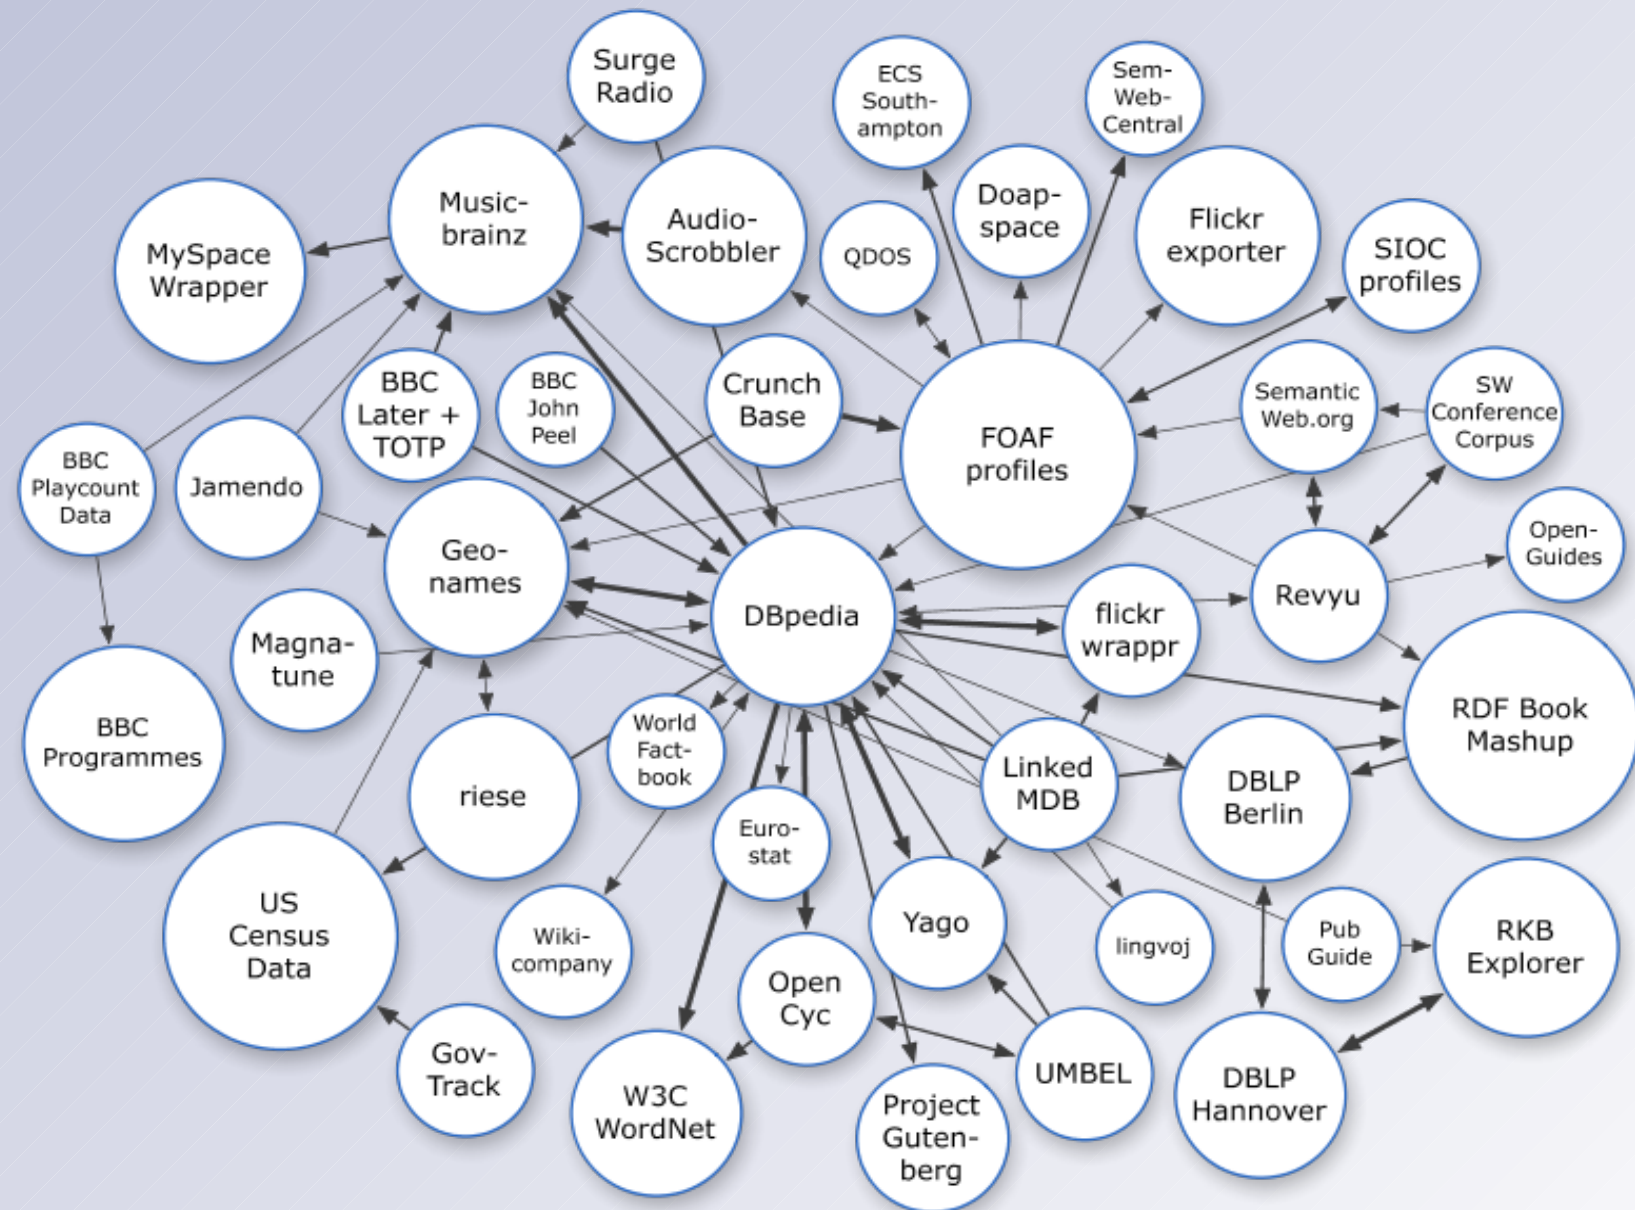 Surge
Radio
ECS
South-
ampton
Sem-
Web-
Central
Music-
brainz
Audio-
Scrobbler
Doap-
space
Flickr
exporter
MySpace
Wrapper
QDOS
SIOC
profiles
BBC
Later +
TOTP
BBC
John
Peel
Crunch
Base
FOAF
profiles
Semantic
Web.org
SW
Conference
Corpus
BBC
Playcount
Data
Jamendo
Geo-
names
Open-
Guides
DBpedia
flickr
wrappr
Revyu
Magna-
tune
BBC
Programmes
World
Fact-
book
riese
Linked
MDB
DBLP
Berlin
RDF Book
Mashup
Euro-
stat
US
Census
Data
Wiki-
company
Yago
lingvoj
Pub
Guide
RKB
Explorer
Open
Cyc
Gov-
Track
W3C
WordNet
Project
Guten-
berg
UMBEL
DBLP
Hannover